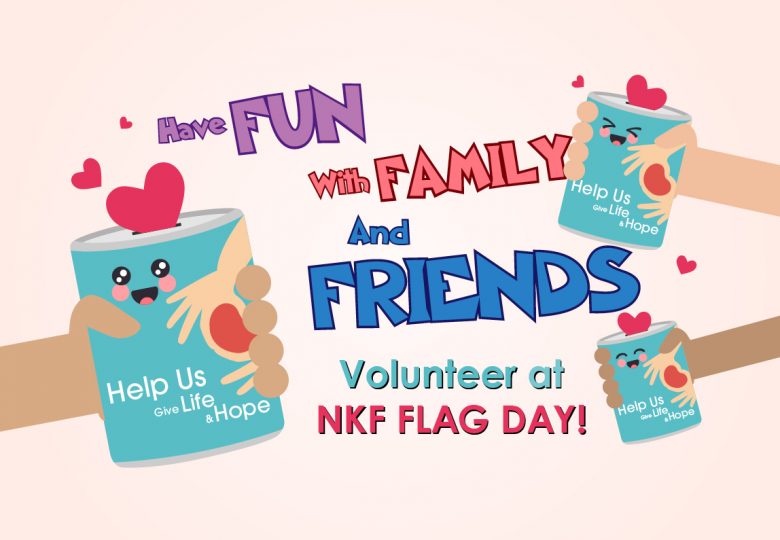 Have FUN
With FAMILY
And
FRIENDS
Volunteer at
NKF FLAG DAY!
Help Us
Give Life
& Hope
Help Us
Give Life
& Hope
Help Us
Give Life
& Hope